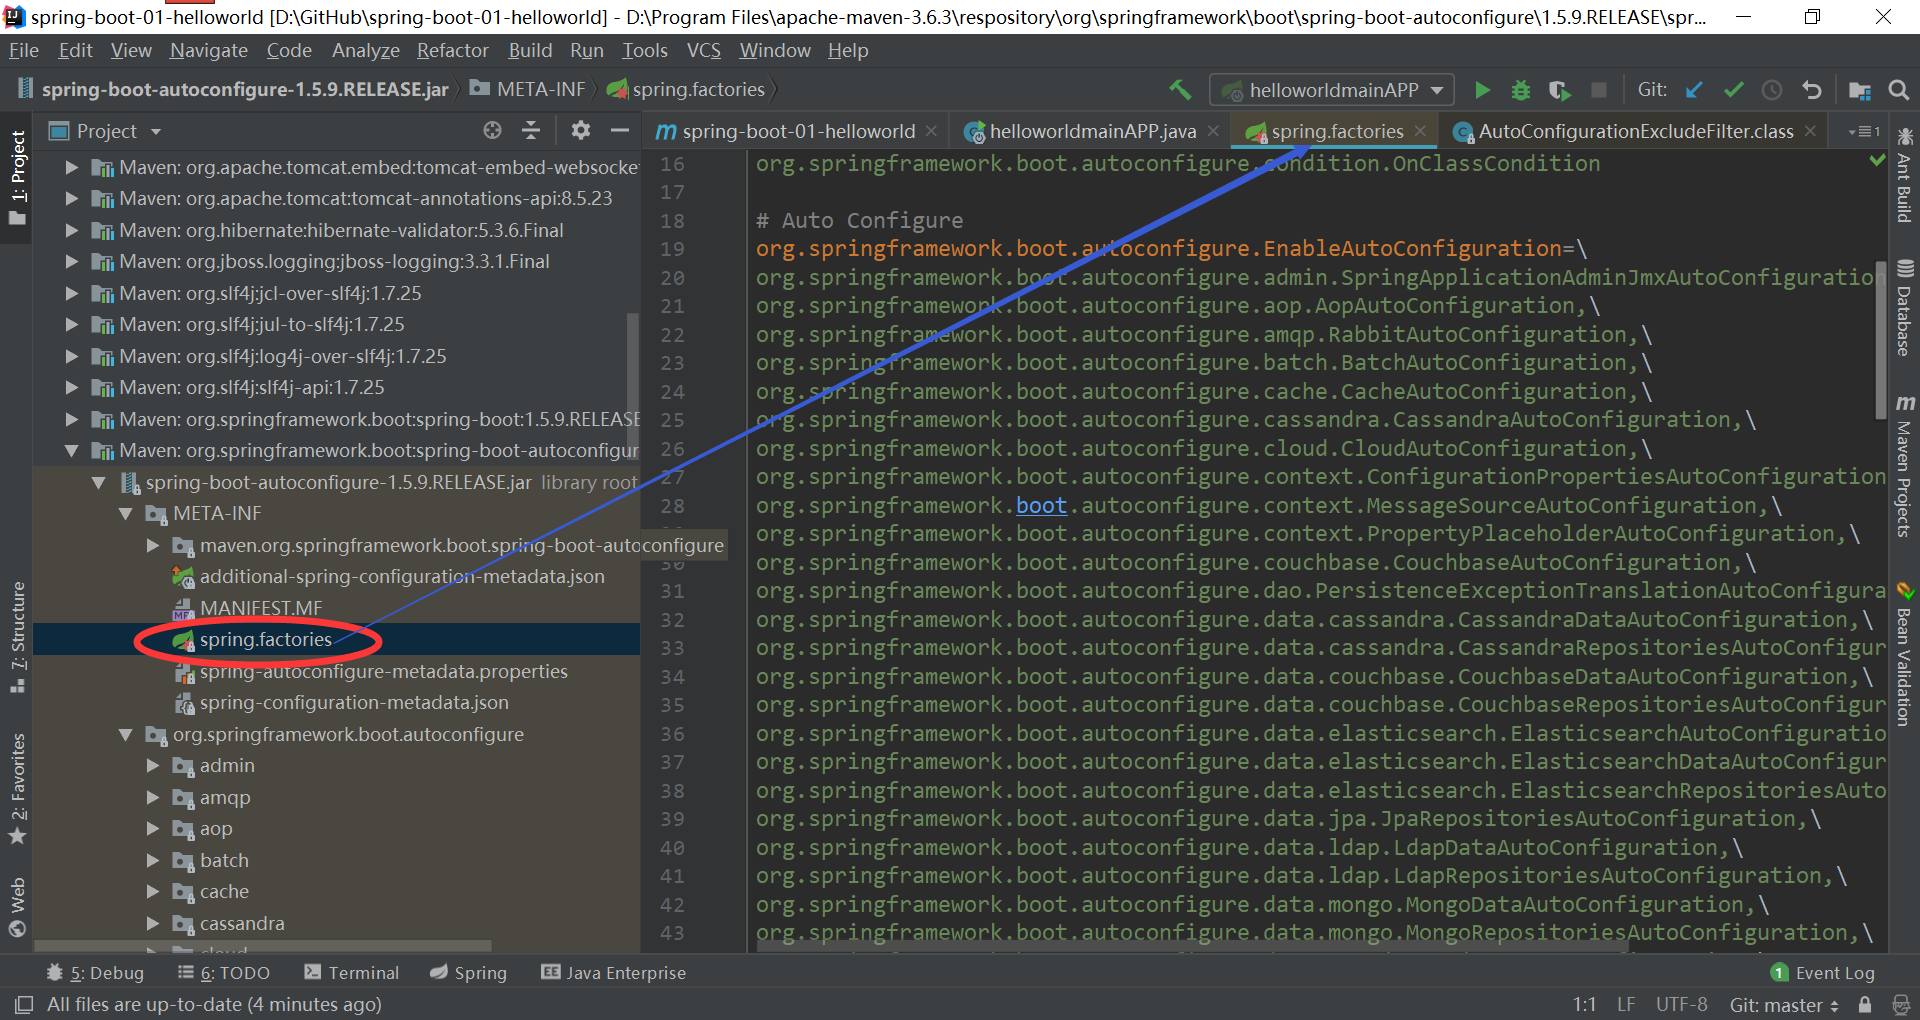 spring-boot-01-helloworld [D:\GitHub\spring-boot-01-helloworld] - D:\Program Files\apache-maven-3.6.3\respository\org\springframework\boot\spring-boot-autoconfigure\1.5.9.RELEASE\spr...
File Edit View Navigate Code Analyze Refactor Build Run Tools VCS Window Help
spring-boot-autoconfigure-1.5.9.RELEASE.jar META-INF spring.factories helloworldmainAPP Git:
Project
spring-boot-01-helloworld helloworldmainAPP.java spring.factories AutoConfigurationExcludeFilter.class 1
1: Project
7: Structure
2: Favorites
Web
Maven: org.apache.tomcat.embed:tomcat-embed-websocke
Maven: org.apache.tomcat:tomcat-annotations-api:8.5.23
Maven: org.hibernate:hibernate-validator:5.3.6.Final
Maven: org.jboss.logging:jboss-logging:3.3.1.Final
Maven: org.slf4j:jcl-over-slf4j:1.7.25
Maven: org.slf4j:jul-to-slf4j:1.7.25
Maven: org.slf4j:log4j-over-slf4j:1.7.25
Maven: org.slf4j:slf4j-api:1.7.25
Maven: org.springframework.boot:spring-boot:1.5.9.RELEASE
Maven: org.springframework.boot:spring-boot-autoconfigur
spring-boot-autoconfigure-1.5.9.RELEASE.jar library root
META-INF
maven.org.springframework.boot.spring-boot-autoconfigure
additional-spring-configuration-metadata.json
MANIFEST.MF
spring.factories
spring-autoconfigure-metadata.properties
spring-configuration-metadata.json
org.springframework.boot.autoconfigure
admin
amqp
aop
batch
cache
cassandra
cloud
16 org.springframework.boot.autoconfigure.condition.OnClassCondition
17
18 # Auto Configure
19 org.springframework.boot.autoconfigure.EnableAutoConfiguration=\
20 org.springframework.boot.autoconfigure.admin.SpringApplicationAdminJmxAutoConfiguration
21 org.springframework.boot.autoconfigure.aop.AopAutoConfiguration,\
22 org.springframework.boot.autoconfigure.amqp.RabbitAutoConfiguration,\
23 org.springframework.boot.autoconfigure.batch.BatchAutoConfiguration,\
24 org.springframework.boot.autoconfigure.cache.CacheAutoConfiguration,\
25 org.springframework.boot.autoconfigure.cassandra.CassandraAutoConfiguration,\
26 org.springframework.boot.autoconfigure.cloud.CloudAutoConfiguration,\
27 org.springframework.boot.autoconfigure.context.ConfigurationPropertiesAutoConfiguration
28 org.springframework.boot.autoconfigure.context.MessageSourceAutoConfiguration,\
org.springframework.boot.autoconfigure.context.PropertyPlaceholderAutoConfiguration,\
30 org.springframework.boot.autoconfigure.couchbase.CouchbaseAutoConfiguration,\
31 org.springframework.boot.autoconfigure.dao.PersistenceExceptionTranslationAutoConfigura
32 org.springframework.boot.autoconfigure.data.cassandra.CassandraDataAutoConfiguration,\
33 org.springframework.boot.autoconfigure.data.cassandra.CassandraRepositoriesAutoConfigur
34 org.springframework.boot.autoconfigure.data.couchbase.CouchbaseDataAutoConfiguration,\
35 org.springframework.boot.autoconfigure.data.couchbase.CouchbaseRepositoriesAutoConfigur
36 org.springframework.boot.autoconfigure.data.elasticsearch.ElasticsearchAutoConfiguratio
37 org.springframework.boot.autoconfigure.data.elasticsearch.ElasticsearchDataAutoConfigur
38 org.springframework.boot.autoconfigure.data.elasticsearch.ElasticsearchRepositoriesAuto
39 org.springframework.boot.autoconfigure.data.jpa.JpaRepositoriesAutoConfiguration,\
40 org.springframework.boot.autoconfigure.data.ldap.LdapDataAutoConfiguration,\
41 org.springframework.boot.autoconfigure.data.ldap.LdapRepositoriesAutoConfiguration,\
42 org.springframework.boot.autoconfigure.data.mongo.MongoDataAutoConfiguration,\
43 org.springframework.boot.autoconfigure.data.mongo.MongoRepositoriesAutoConfiguration,\
Ant Build
Database
Maven Projects
Bean Validation
5: Debug 6: TODO Terminal Spring Java Enterprise 1 Event Log
All files are up-to-date (4 minutes ago) 1:1 LF UTF-8 Git: master